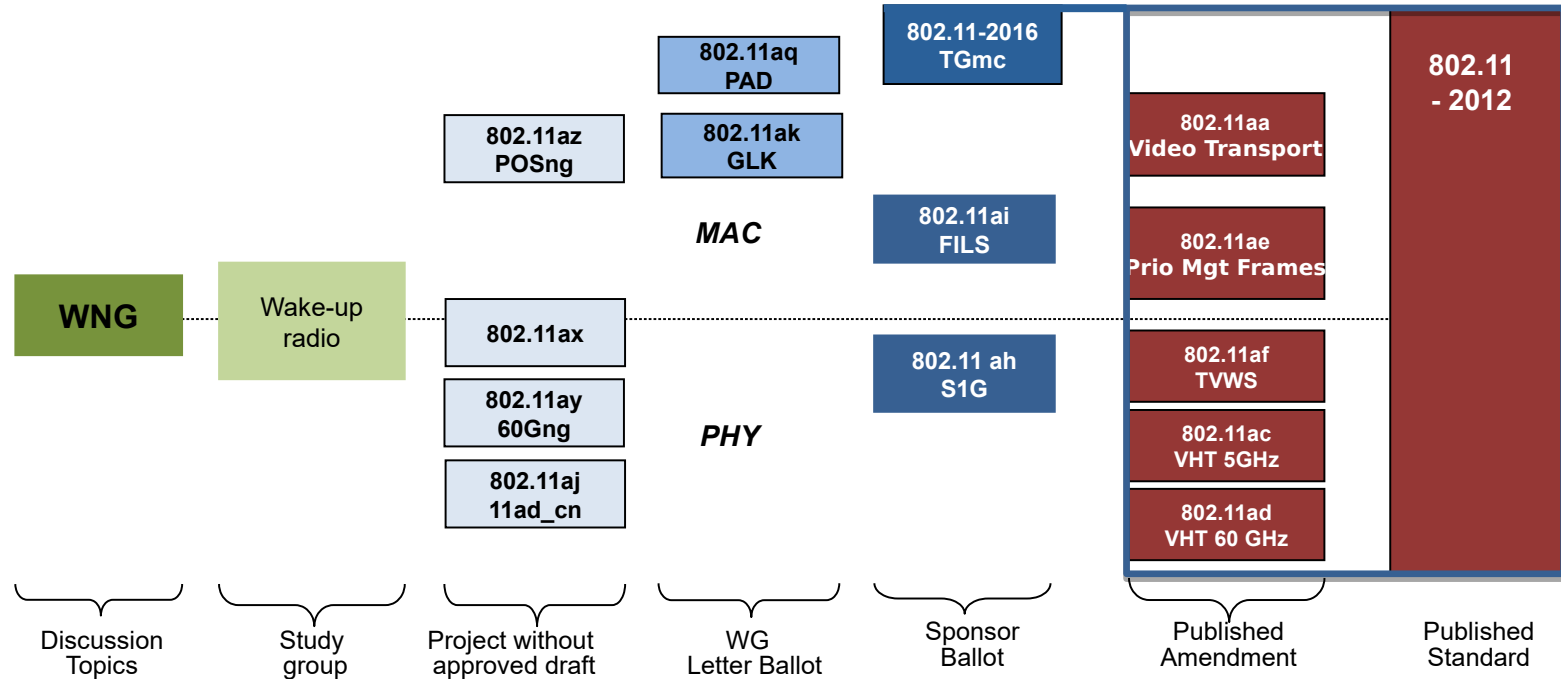 802.11-2016
TGmc
802.11aq
PAD
802.11
- 2012
802.11az
POSng
802.11ak
GLK
802.11aa
Video Transport
MAC
802.11ai
FILS
802.11ae
Prio Mgt Frames
WNG
Wake-up
radio
802.11ax
802.11 ah
S1G
802.11af
TVWS
802.11ay
60Gng
PHY
802.11ac
VHT 5GHz
802.11aj
11ad_cn
802.11ad
VHT 60 GHz
Discussion
Topics
Study
group
Project without
approved draft
WG
Letter Ballot
Sponsor
Ballot
Published
Amendment
Published
Standard